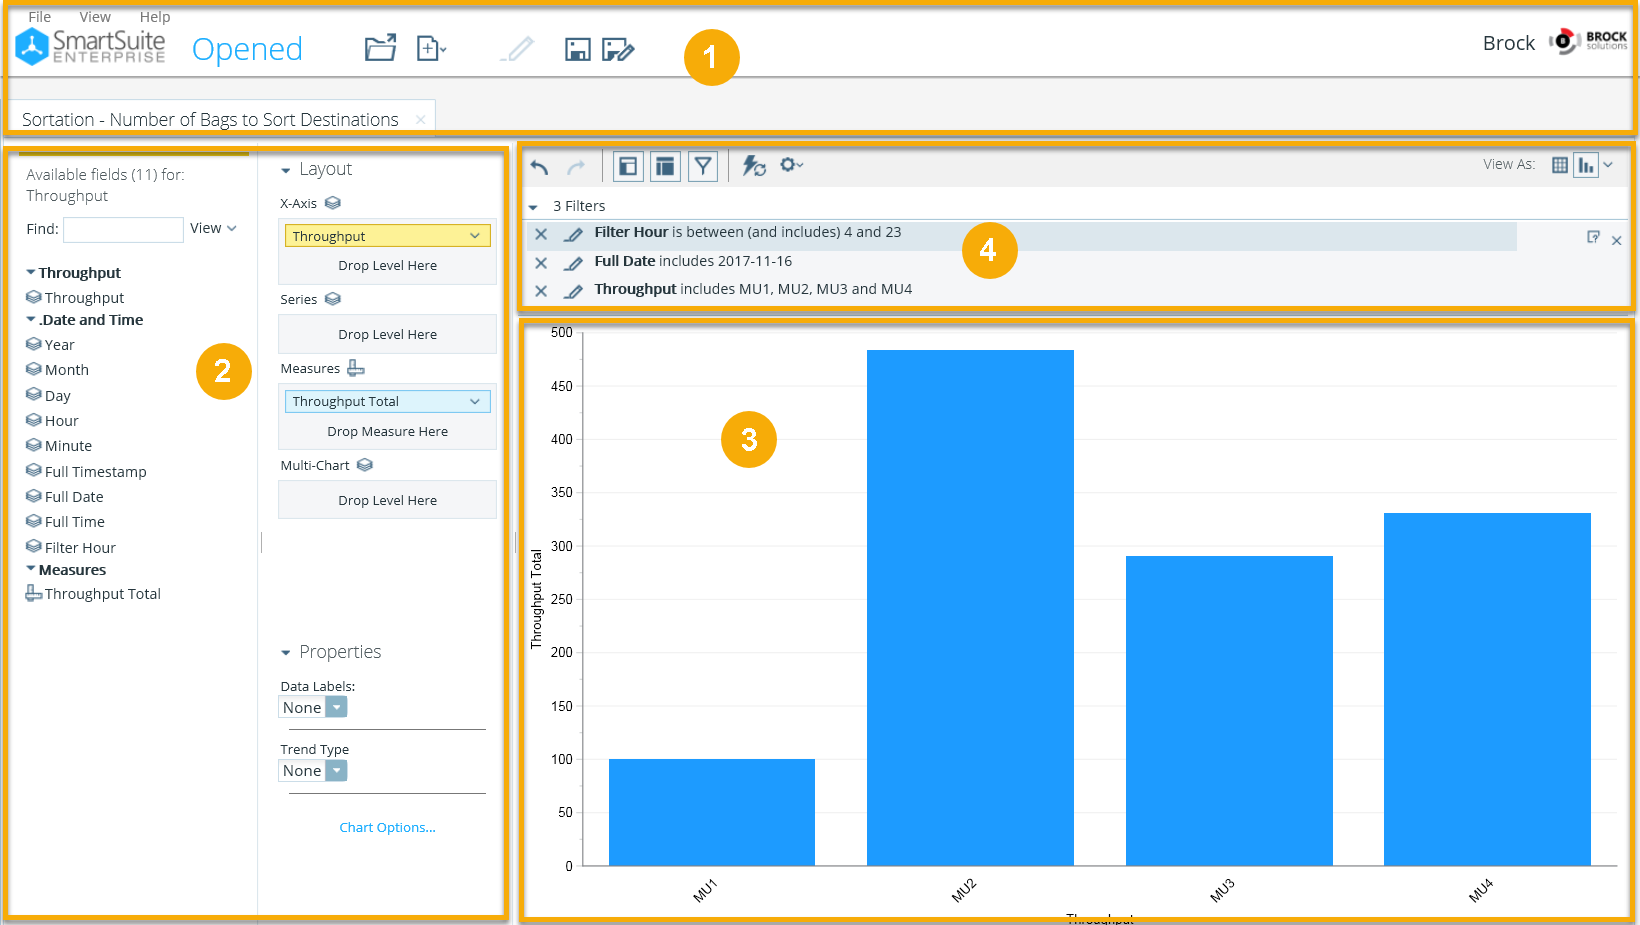 File View Help
SmartSuite
ENTERPRISE
Opened
1
Brock
BROCK
solutions
Sortation - Number of Bags to Sort Destinations
Available fields (11) for:
Throughput
Find:
View
Throughput
Throughput
.Date and Time
Year
Month
Day
Hour
Minute
Full Timestamp
Full Date
Full Time
Filter Hour
Measures
Throughput Total
2
Layout
X-Axis
Throughput
Drop Level Here
Series
Drop Level Here
Measures
Throughput Total
Drop Measure Here
Multi-Chart
Drop Level Here
Properties
Data Labels:
None
Trend Type
None
Chart Options...
View As:
3 Filters
Filter Hour is between (and includes) 4 and 23
Full Date includes 2017-11-16
Throughput includes MU1, MU2, MU3 and MU4
4
500
450
400
350
300
250
200
150
100
50
0
Throughput Total
3
MU1
MU2
MU3
MU4
Throughput